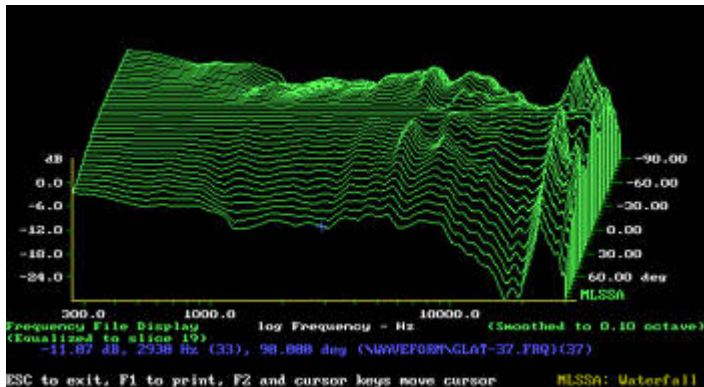 dB
0.0
-6.0
-12.0
-18.0
-24.0
-90.00
-60.00
-30.00
0.00
30.00
60.00 deg
MLSSA
300.0 1000.0 10000.0
Frequency File Display log Frequency - Hz (Smoothed to 0.10 octave)
(Equalized to slice 19)
-11.07 dB, 2930 Hz (33), 90.000 deg (\WAVEFORM\GLAT-37.FRQ)(37)
ESC to exit, F1 to print, F2 and cursor keys move cursor MLSSA: Waterfall